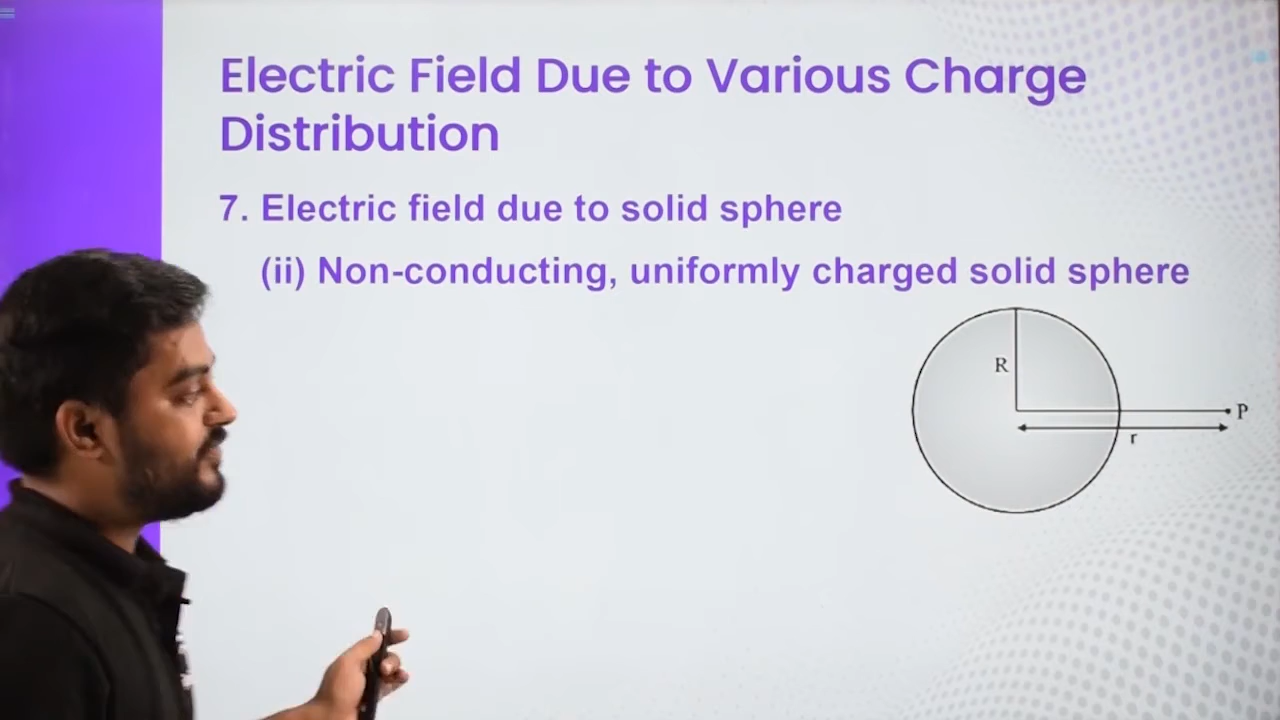 Electric Field Due to Various Charge
Distribution
7. Electric field due to solid sphere
(ii) Non-conducting, uniformly charged solid sphere
R
P
r